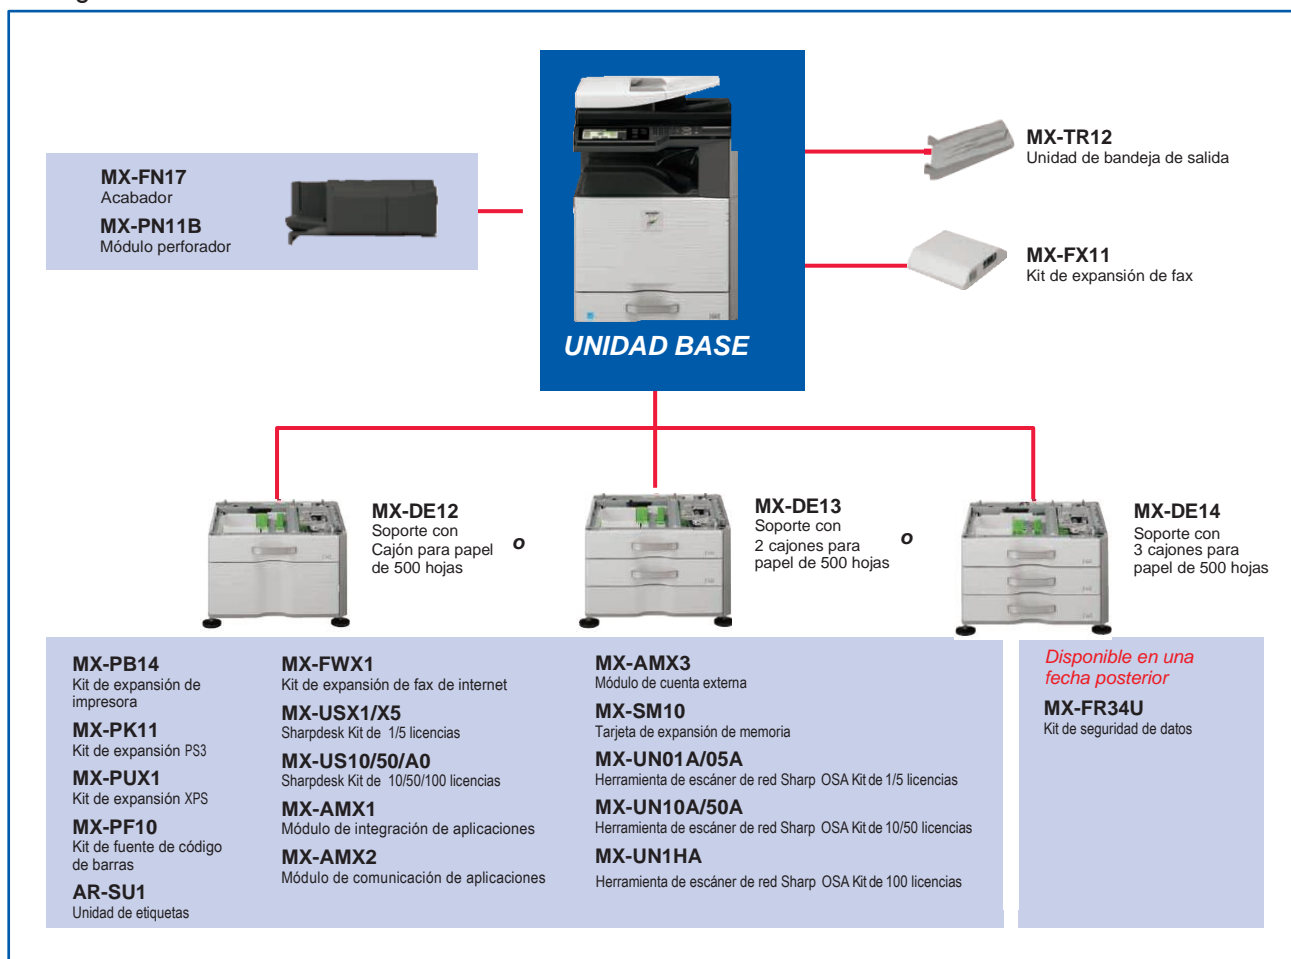 UNIDAD BASE
MX-FN17
Acabador
MX-PN11B
Módulo perforador
MX-TR12
Unidad de bandeja de salida
MX-FX11
Kit de expansión de fax
MX-DE12
Soporte con
Cajón para papel
de 500 hojas
o
MX-DE13
Soporte con
2 cajones para
papel de 500 hojas
o
MX-DE14
Soporte con
3 cajones para
papel de 500 hojas
MX-PB14
Kit de expansión de
impresora
MX-PK11
Kit de expansión PS3
MX-PUX1
Kit de expansión XPS
MX-PF10
Kit de fuente de código
de barras
AR-SU1
Unidad de etiquetas
MX-FWX1
Kit de expansión de fax de internet
MX-USX1/X5
Sharpdesk Kit de 1/5 licencias
MX-US10/50/A0
Sharpdesk Kit de 10/50/100 licencias
MX-AMX1
Módulo de integración de aplicaciones
MX-AMX2
Módulo de comunicación de aplicaciones
MX-AMX3
Módulo de cuenta externa
MX-SM10
Tarjeta de expansión de memoria
MX-UN01A/05A
Herramienta de escáner de red Sharp OSA Kit de 1/5 licencias
MX-UN10A/50A
Herramienta de escáner de red Sharp OSA Kit de 10/50 licencias
MX-UN1HA
Herramienta de escáner de red Sharp OSA Kit de 100 licencias
Disponible en una
fecha posterior
MX-FR34U
Kit de seguridad de datos